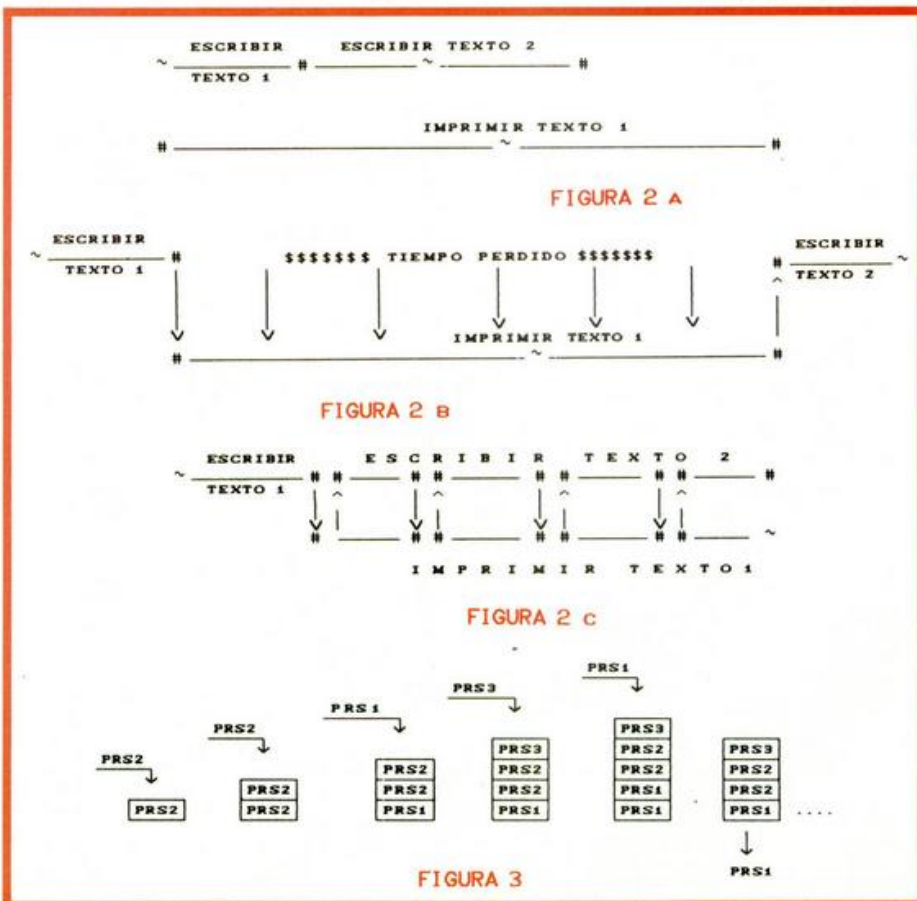 ESCRIBIR ESCRIBIR TEXTO 2
~ # ~ #
TEXTO 1
IMPRIMIR TEXTO 1
# ~ #
FIGURA 2 A
ESCRIBIR ESCRIBIR
~ # $$$$$$$ TIEMPO PERDIDO $$$$$$$ # ~
TEXTO 1 TEXTO 2
IMPRIMIR TEXTO 1
# ~ #
FIGURA 2 B
ESCRIBIR E S C R I B I R T E X T O 2
~ # # # # # # # # #
TEXTO 1
# # # # # # # ~
I M P R I M I R T E X T O 1
FIGURA 2 C
PRS2 PRS2 PRS1 PRS3 PRS1
PRS3
PRS3 PRS2 PRS3
PRS2 PRS2 PRS2 PRS2
PRS2 PRS2 PRS2 PRS1 PRS2
PRS2 PRS2 PRS1 PRS1 PRS1 PRS1 ....
PRS1
FIGURA 3